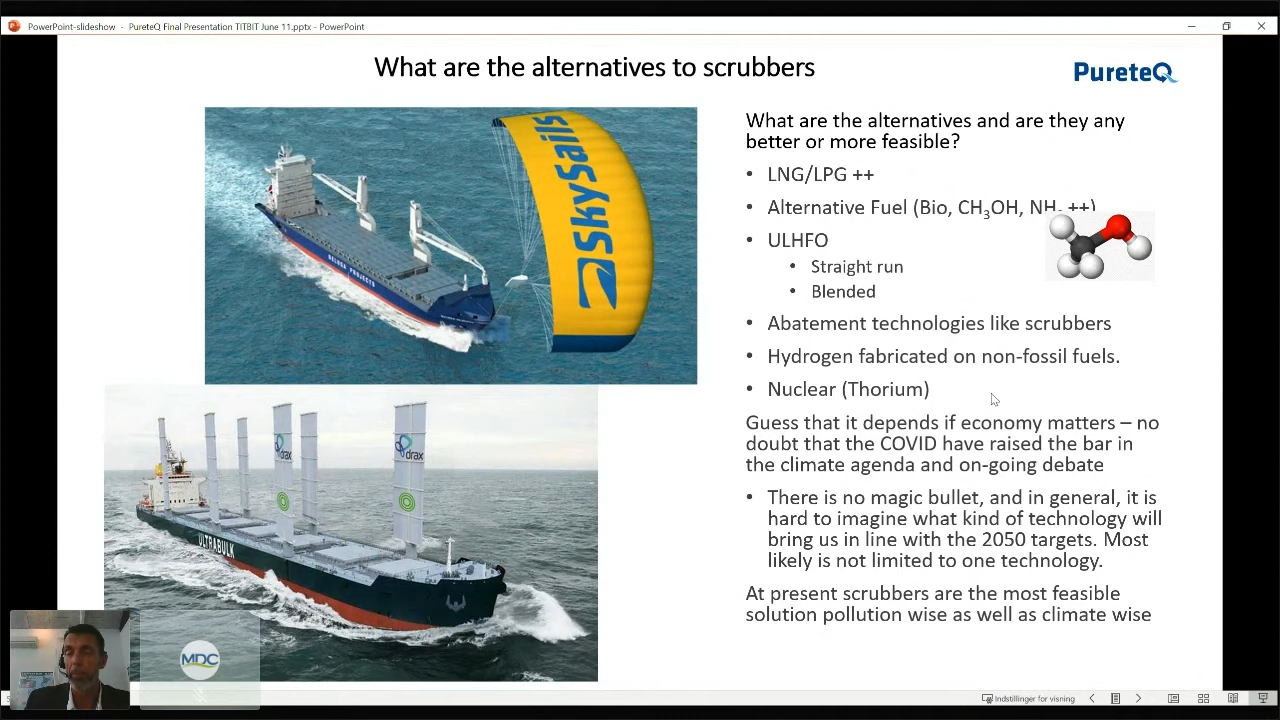 PowerPoint-slideshow - PureteQ Final Presentation TITBIT June 11.pptx - PowerPoint
What are the alternatives to scrubbers
PureteQ
SkySails
BELUGA PROJECTS
drax
drax
ULTRABULK
What are the alternatives and are they any
better or more feasible?
• LNG/LPG ++
• Alternative Fuel (Bio, CH₃OH, NH₃ ++)
• ULHFO
• Straight run
• Blended
• Abatement technologies like scrubbers
• Hydrogen fabricated on non-fossil fuels.
• Nuclear (Thorium)
Guess that it depends if economy matters – no
doubt that the COVID have raised the bar in
the climate agenda and on-going debate
• There is no magic bullet, and in general, it is
hard to imagine what kind of technology will
bring us in line with the 2050 targets. Most
likely is not limited to one technology.
At present scrubbers are the most feasible
solution pollution wise as well as climate wise
MDC
Indstillinger for visning